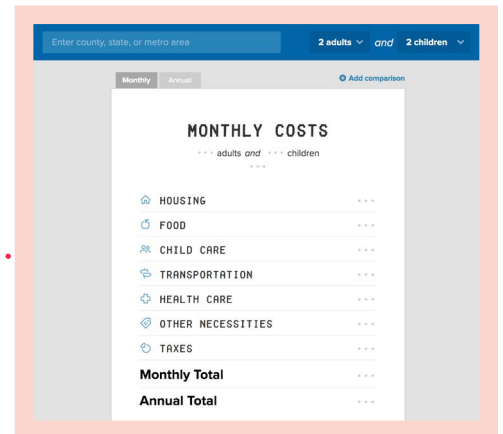 Enter county, state, or metro area 2 adults and 2 children
Monthly Annual Add comparison
MONTHLY COSTS
••• adults and ••• children
•••
HOUSING •••
FOOD •••
CHILD CARE •••
TRANSPORTATION •••
HEALTH CARE •••
OTHER NECESSITIES •••
TAXES •••
Monthly Total •••
Annual Total •••